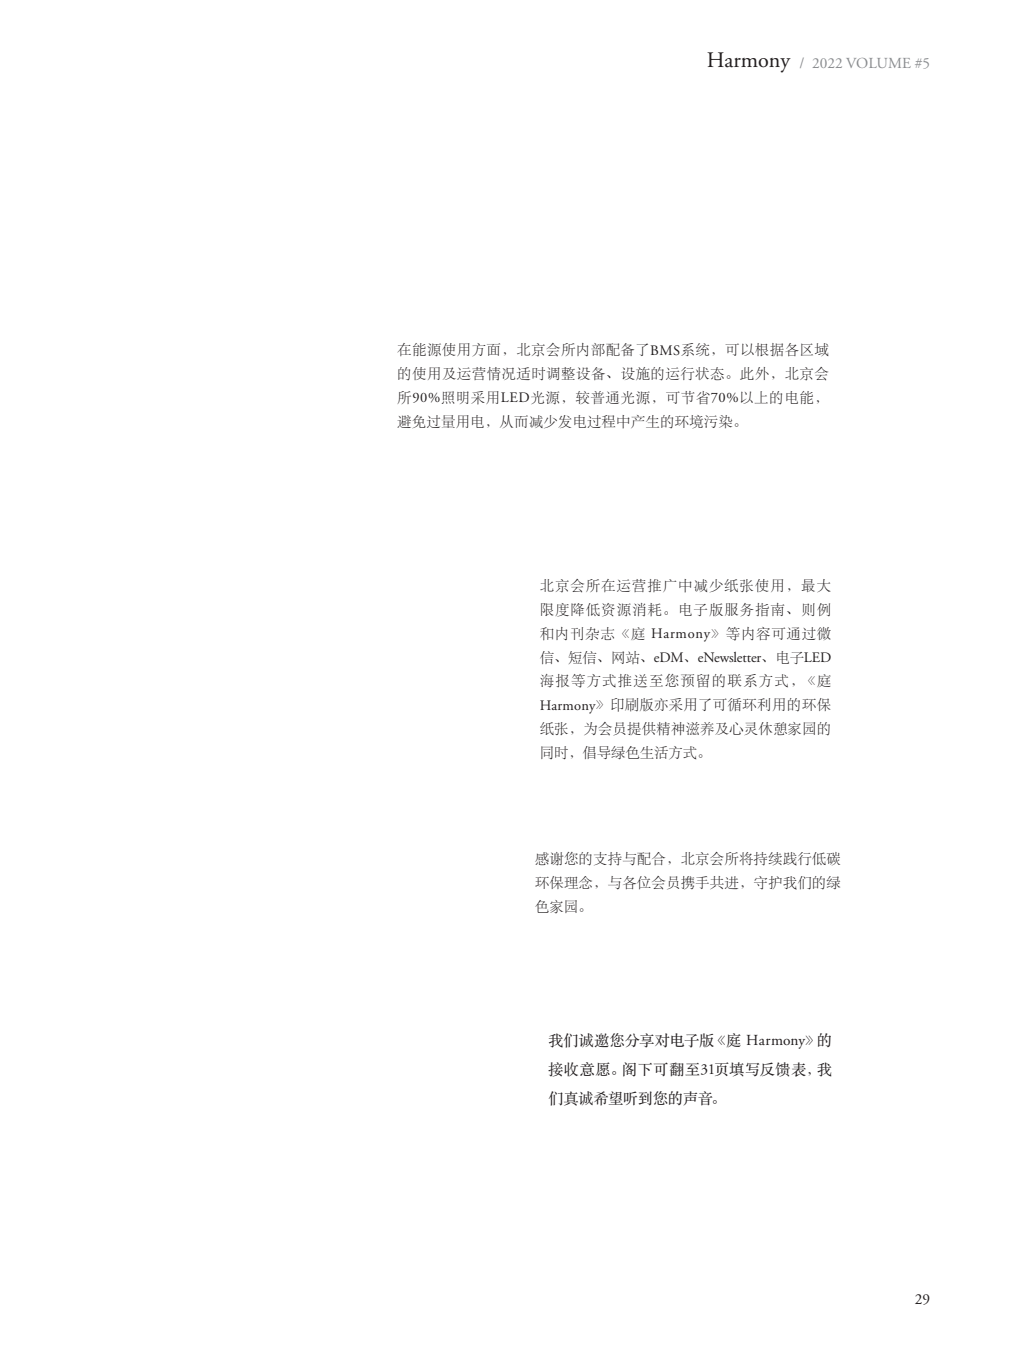 Harmony / 2022 VOLUME #5
在能源使用方面，北京会所内部配备了BMS系统，可以根据各区域
的使用及运营情况适时调整设备、设施的运行状态。此外，北京会
所90%照明采用LED光源，较普通光源，可节省70%以上的电能，
避免过量用电，从而减少发电过程中产生的环境污染。
北京会所在运营推广中减少纸张使用，最大
限度降低资源消耗。电子版服务指南、则例
和内刊杂志《庭 Harmony》等内容可通过微
信、短信、网站、eDM、eNewsletter、电子LED
海报等方式推送至您预留的联系方式，《庭
Harmony》印刷版亦采用了可循环利用的环保
纸张，为会员提供精神滋养及心灵休憩家园的
同时，倡导绿色生活方式。
感谢您的支持与配合，北京会所将持续践行低碳
环保理念，与各位会员携手共进，守护我们的绿
色家园。
我们诚邀您分享对电子版《庭 Harmony》的
接收意愿。阁下可翻至31页填写反馈表，我
们真诚希望听到您的声音。
29